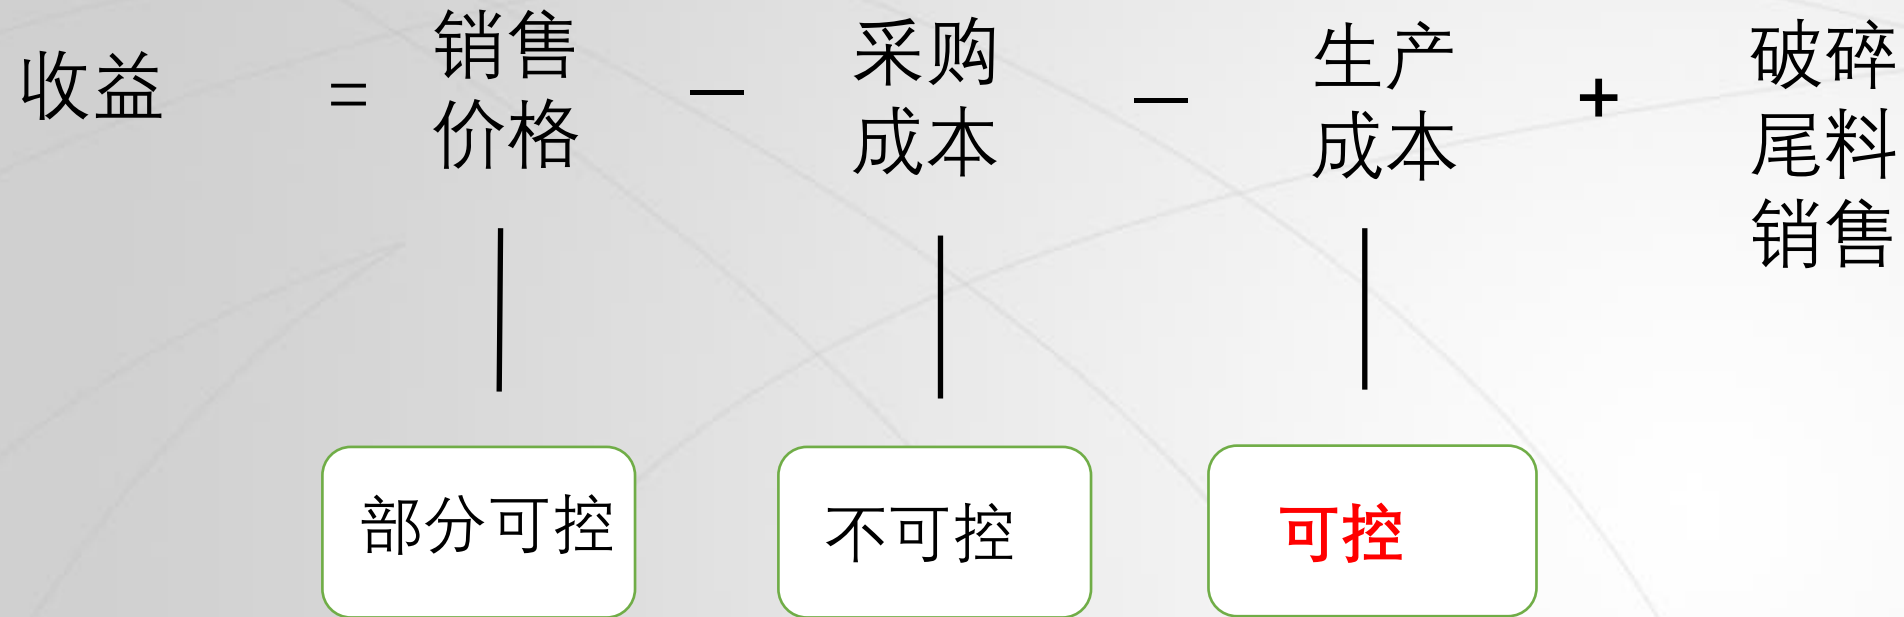 收益 = 销售价格 — 采购成本 — 生产成本 + 破碎尾料销售
部分可控 不可控 可控